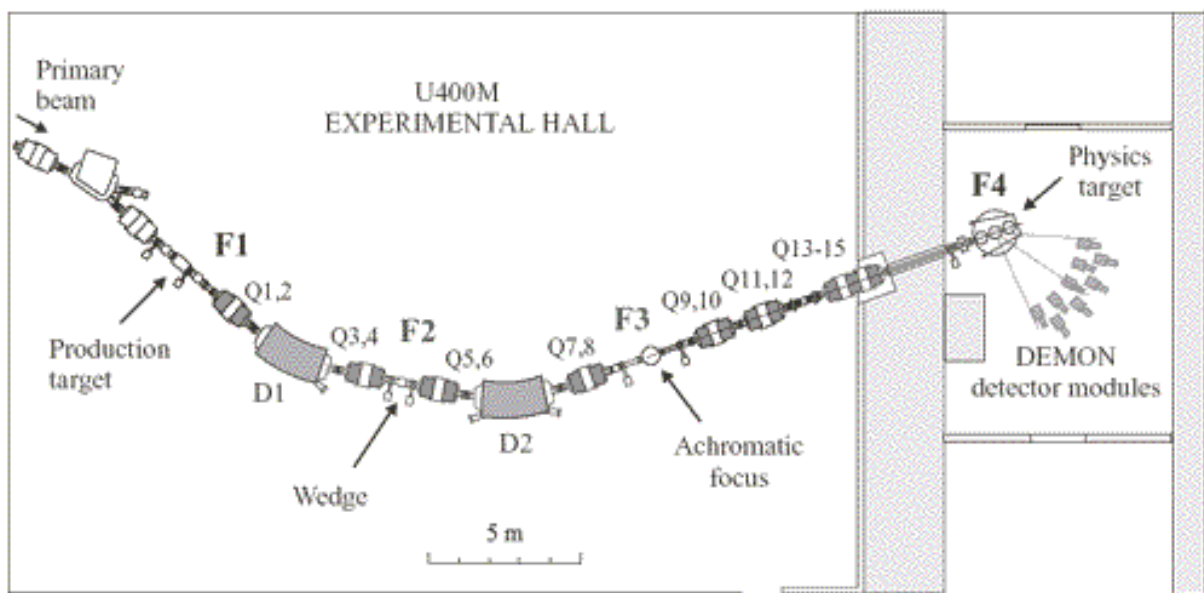 Primary
beam
U400M
EXPERIMENTAL HALL
Physics
target
F4
F1
Q13-15
Q11,12
Q9,10
Q1,2
F3
F2
Q3,4
Q5,6
Q7,8
Production
target
D1
D2
DEMON
detector modules
Achromatic
focus
Wedge
5 m